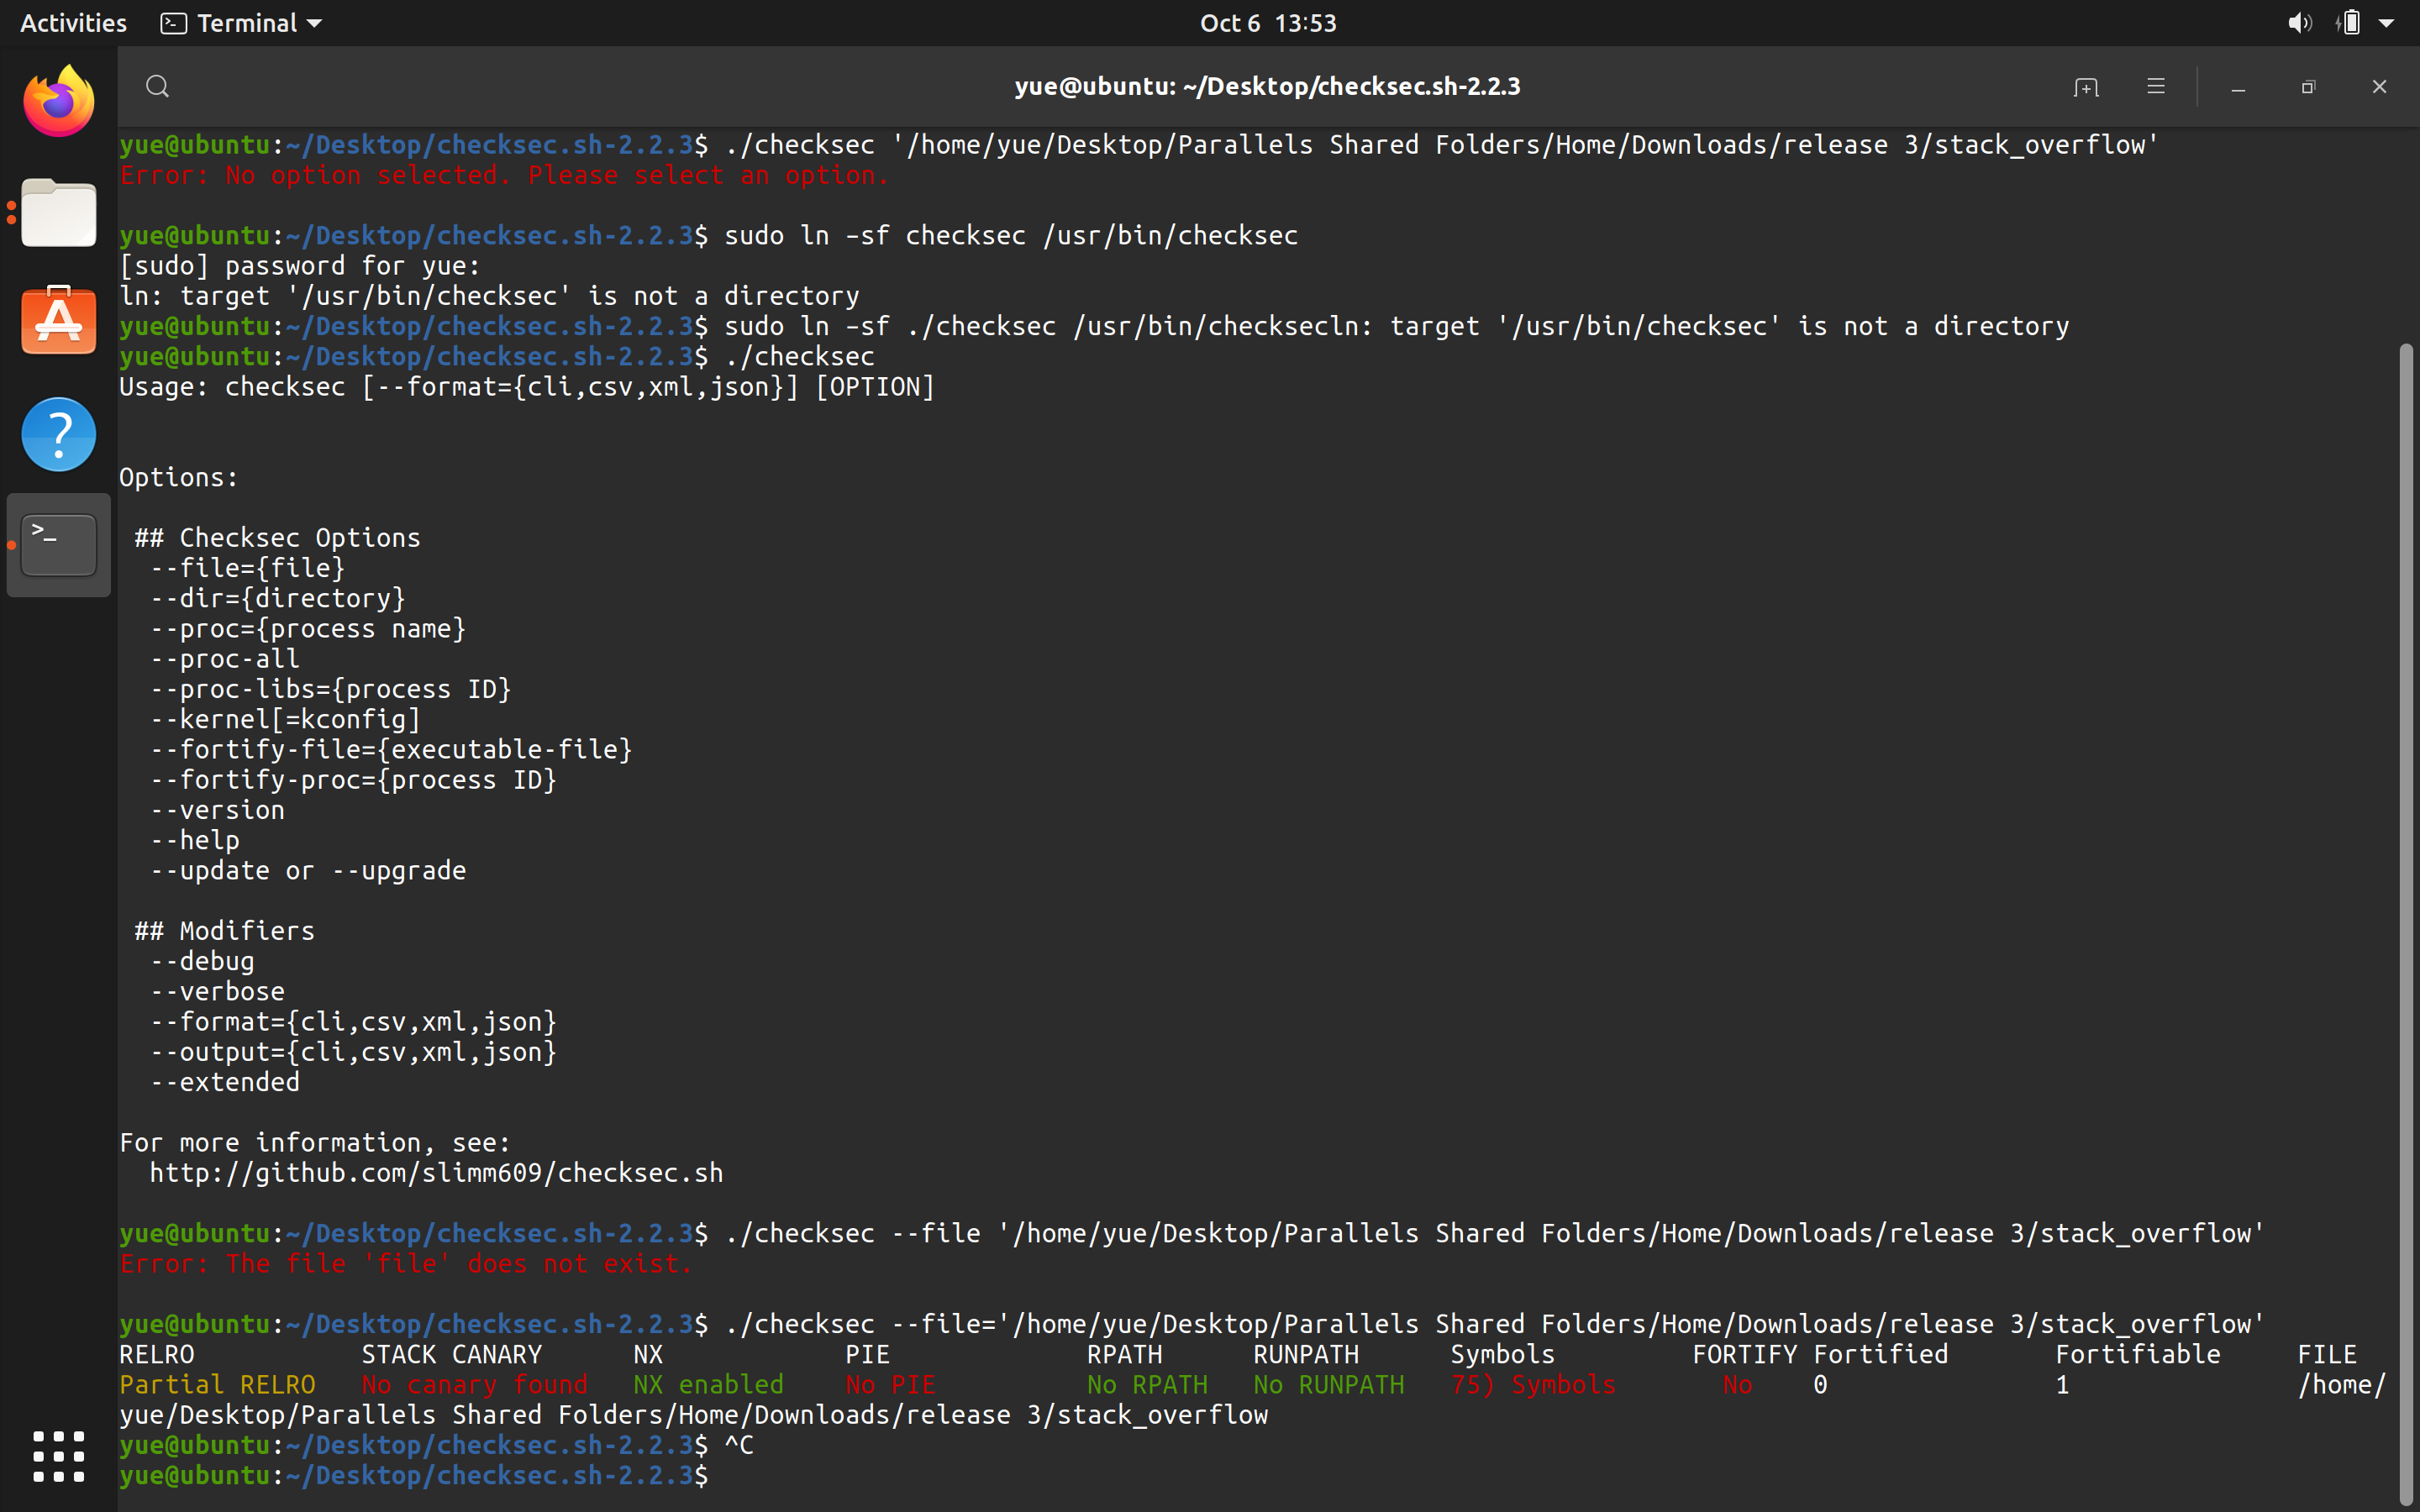 Activities Terminal Oct 6 13:53
yue@ubuntu: ~/Desktop/checksec.sh-2.2.3
yue@ubuntu:~/Desktop/checksec.sh-2.2.3$ ./checksec '/home/yue/Desktop/Parallels Shared Folders/Home/Downloads/release 3/stack_overflow'
Error: No option selected. Please select an option.
yue@ubuntu:~/Desktop/checksec.sh-2.2.3$ sudo ln -sf checksec /usr/bin/checksec
[sudo] password for yue:
ln: target '/usr/bin/checksec' is not a directory
yue@ubuntu:~/Desktop/checksec.sh-2.2.3$ sudo ln -sf ./checksec /usr/bin/checksecln: target '/usr/bin/checksec' is not a directory
yue@ubuntu:~/Desktop/checksec.sh-2.2.3$ ./checksec
Usage: checksec [--format={cli,csv,xml,json}] [OPTION]
Options:
## Checksec Options
--file={file}
--dir={directory}
--proc={process name}
--proc-all
--proc-libs={process ID}
--kernel[=kconfig]
--fortify-file={executable-file}
--fortify-proc={process ID}
--version
--help
--update or --upgrade
## Modifiers
--debug
--verbose
--format={cli,csv,xml,json}
--output={cli,csv,xml,json}
--extended
For more information, see:
http://github.com/slimm609/checksec.sh
yue@ubuntu:~/Desktop/checksec.sh-2.2.3$ ./checksec --file '/home/yue/Desktop/Parallels Shared Folders/Home/Downloads/release 3/stack_overflow'
Error: The file 'file' does not exist.
yue@ubuntu:~/Desktop/checksec.sh-2.2.3$ ./checksec --file='/home/yue/Desktop/Parallels Shared Folders/Home/Downloads/release 3/stack_overflow'
RELRO STACK CANARY NX PIE RPATH RUNPATH Symbols FORTIFY Fortified Fortifiable FILE
Partial RELRO No canary found NX enabled No PIE No RPATH No RUNPATH 75) Symbols No 0 1 /home/
yue/Desktop/Parallels Shared Folders/Home/Downloads/release 3/stack_overflow
yue@ubuntu:~/Desktop/checksec.sh-2.2.3$ ^C
yue@ubuntu:~/Desktop/checksec.sh-2.2.3$